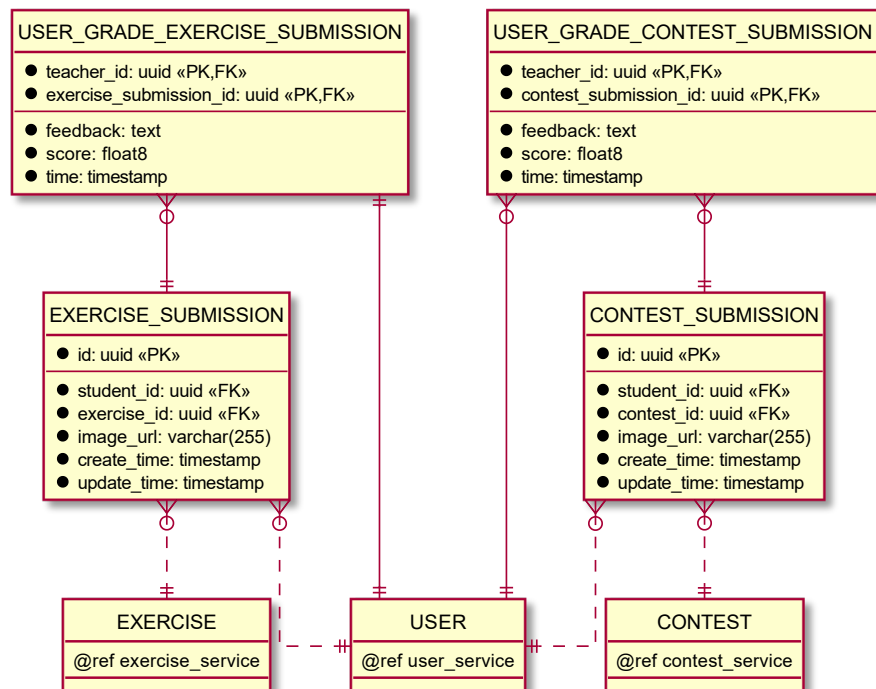 USER_GRADE_EXERCISE_SUBMISSION
teacher_id: uuid «PK,FK»
exercise_submission_id: uuid «PK,FK»
feedback: text
score: float8
time: timestamp
USER_GRADE_CONTEST_SUBMISSION
teacher_id: uuid «PK,FK»
contest_submission_id: uuid «PK,FK»
feedback: text
score: float8
time: timestamp
EXERCISE_SUBMISSION
id: uuid «PK»
student_id: uuid «FK»
exercise_id: uuid «FK»
image_url: varchar(255)
create_time: timestamp
update_time: timestamp
CONTEST_SUBMISSION
id: uuid «PK»
student_id: uuid «FK»
contest_id: uuid «FK»
image_url: varchar(255)
create_time: timestamp
update_time: timestamp
EXERCISE
@ref exercise_service
USER
@ref user_service
CONTEST
@ref contest_service